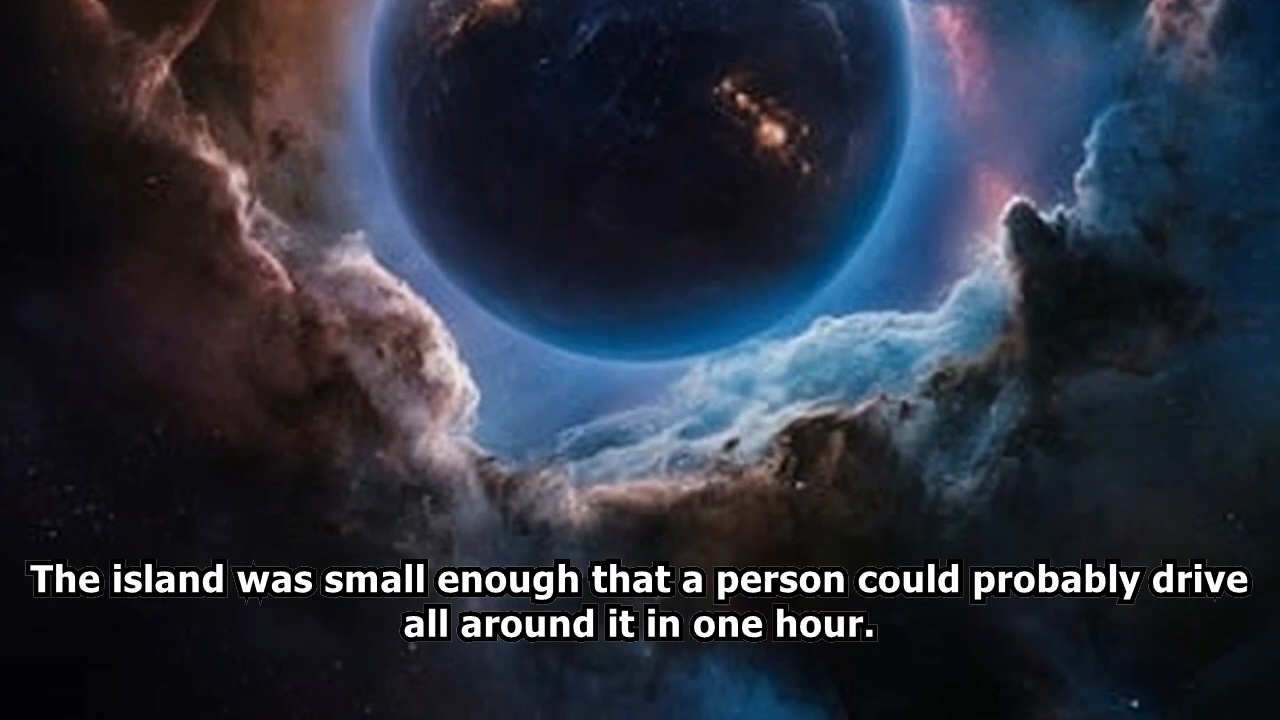 The island was small enough that a person could probably drive
all around it in one hour.